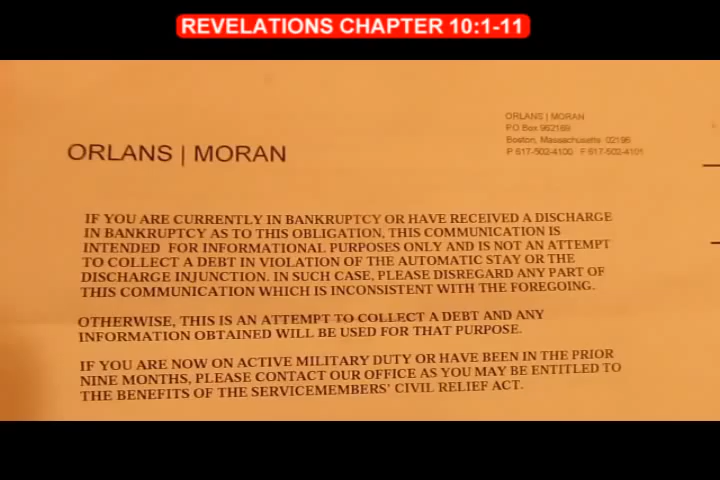 REVELATIONS CHAPTER 10:1-11
ORLANS | MORAN
P.O. Box 962169
Boston, Massachusetts 02196
P 617-502-4100 F 617-502-4101
ORLANS | MORAN
IF YOU ARE CURRENTLY IN BANKRUPTCY OR HAVE RECEIVED A DISCHARGE
IN BANKRUPTCY AS TO THIS OBLIGATION, THIS COMMUNICATION IS
INTENDED FOR INFORMATIONAL PURPOSES ONLY AND IS NOT AN ATTEMPT
TO COLLECT A DEBT IN VIOLATION OF THE AUTOMATIC STAY OR THE
DISCHARGE INJUNCTION. IN SUCH CASE, PLEASE DISREGARD ANY PART OF
THIS COMMUNICATION WHICH IS INCONSISTENT WITH THE FOREGOING.
OTHERWISE, THIS IS AN ATTEMPT TO COLLECT A DEBT AND ANY
INFORMATION OBTAINED WILL BE USED FOR THAT PURPOSE.
IF YOU ARE NOW ON ACTIVE MILITARY DUTY OR HAVE BEEN IN THE PRIOR
NINE MONTHS, PLEASE CONTACT OUR OFFICE AS YOU MAY BE ENTITLED TO
THE BENEFITS OF THE SERVICEMEMBERS' CIVIL RELIEF ACT.